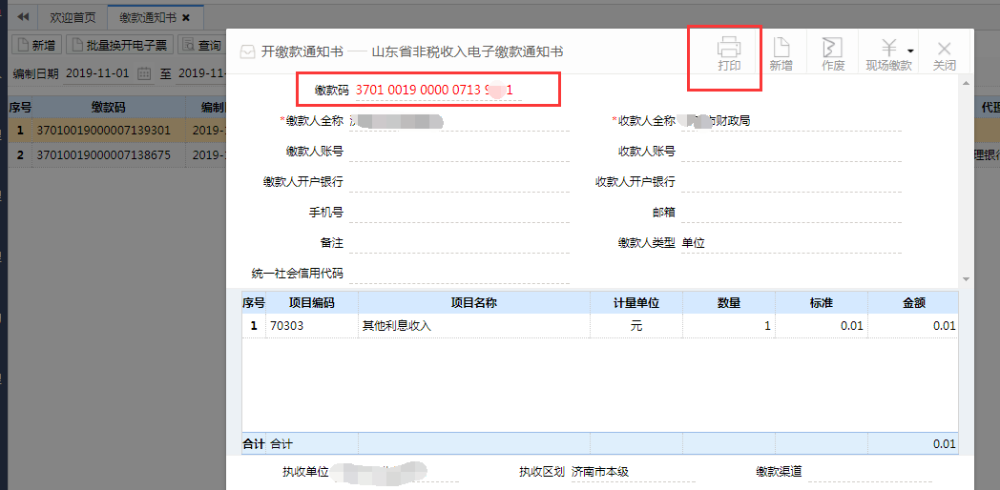 欢迎首页 缴款通知书
新增 批量换开电子票 查询
编制日期 2019-11-01 至 2019-11-
序号 缴款码 编制 代理
1 37010019000007139301 2019-1
2 37010019000007138675 2019-1 理银行
开缴款通知书 —— 山东省非税收入电子缴款通知书 打印 新增 作废 现场缴款 关闭
缴款码 3701 0019 0000 0713 9 1
*缴款人全称 *收款人全称 市财政局
缴款人账号 收款人账号
缴款人开户银行 收款人开户银行
手机号 邮箱
备注 缴款人类型 单位
统一社会信用代码
序号 项目编码 项目名称 计量单位 数量 标准 金额
1 70303 其他利息收入 元 1 0.01 0.01
合计 合计 0.01
执收单位 执收区划 济南市本级 缴款渠道